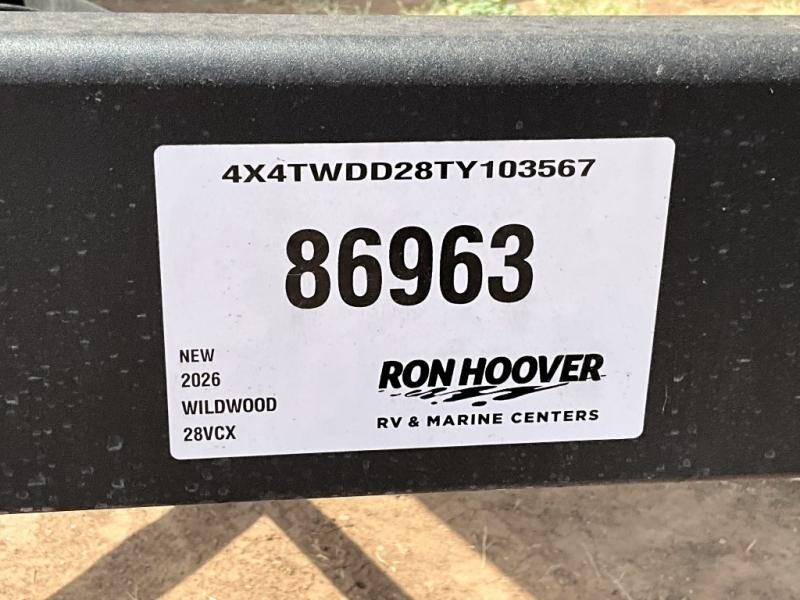 4X4TWDD28TY103567
86963
NEW
2026
WILDWOOD
28VCX
RON HOOVER
RV & MARINE CENTERS